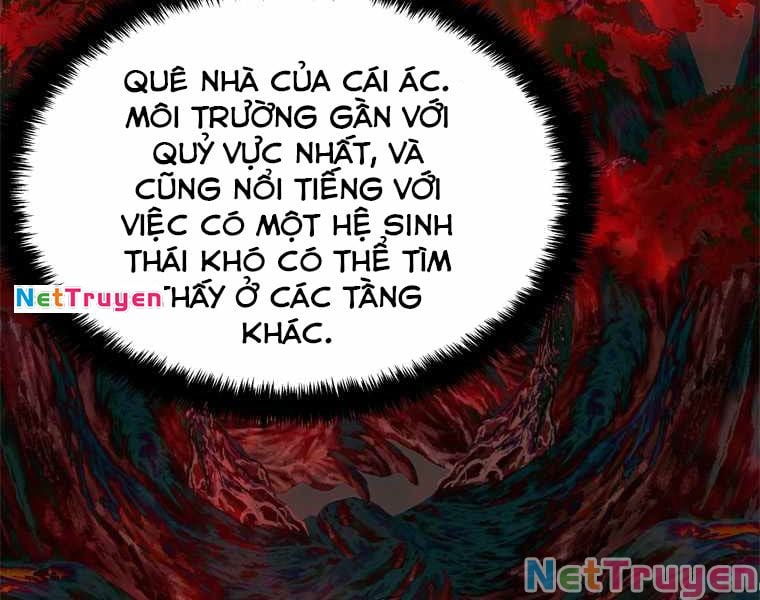 QUÊ NHÀ CỦA CÁI ÁC.
MÔI TRƯỜNG GẦN VỚI
QUỶ VỰC NHẤT, VÀ
CŨNG NỔI TIẾNG VỚI
VIỆC CÓ MỘT HỆ SINH
THÁI KHÓ CÓ THỂ TÌM
NETTRUYEN HẤY Ở CÁC TẦNG
KHÁC.
NETTRUYEN